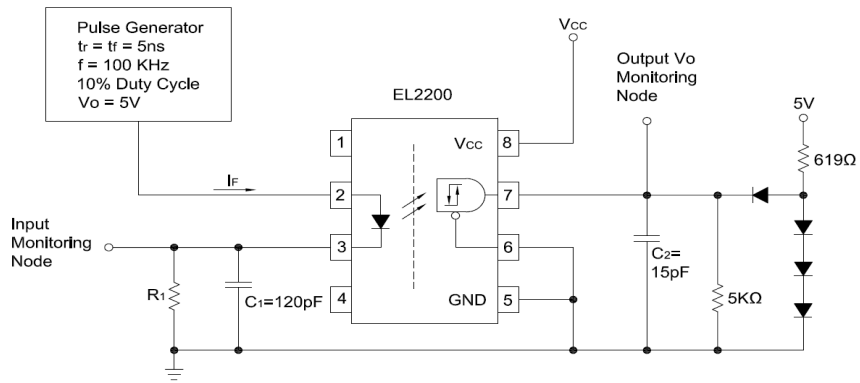 Pulse Generator
tr = tf = 5ns
f = 100 KHz
10% Duty Cycle
Vo = 5V
VCC
Output Vo
Monitoring
Node
EL2200
5V
1
VCC
8
619Ω
IF
2
7
Input
Monitoring
Node
3
6
C2=
15pF
R1
C1=120pF
4
GND
5
5KΩ